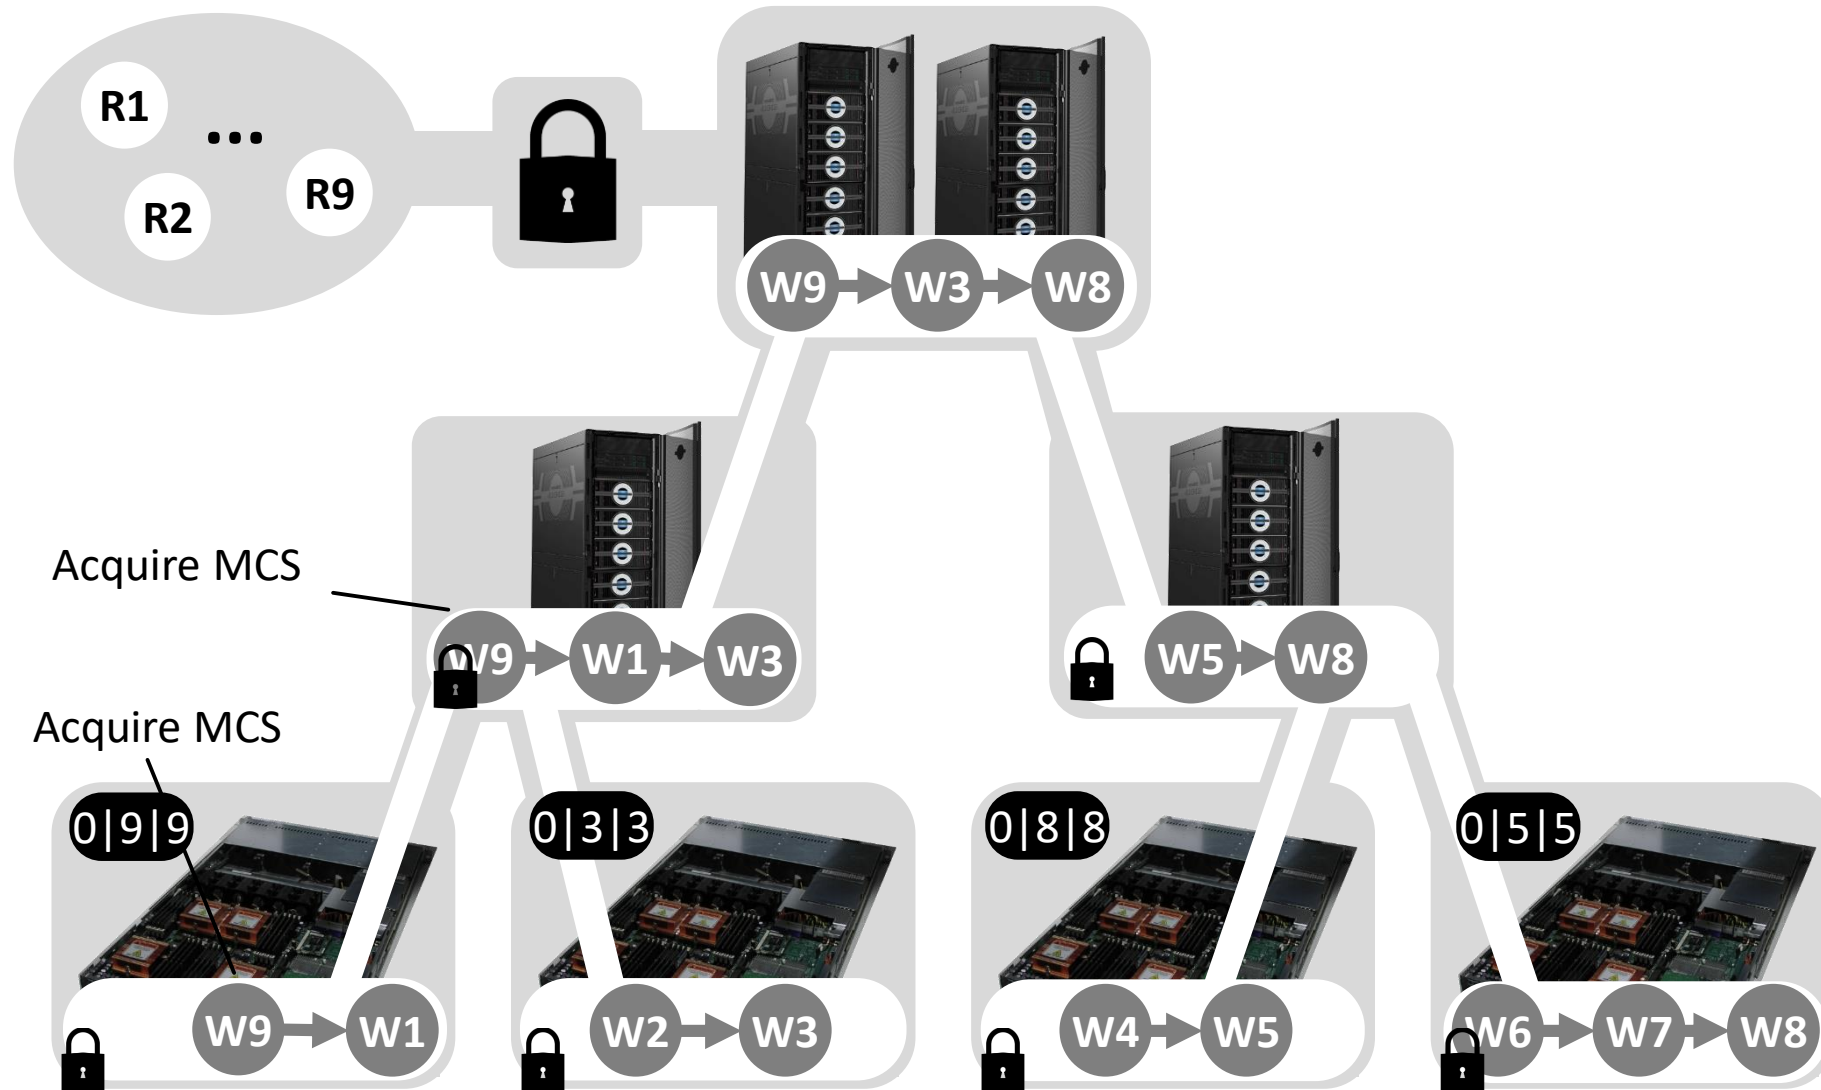 R1
...
R2
R9
W9 W3 W8
Acquire MCS
W9 W1 W3
W5 W8
Acquire MCS
0|9|9
0|3|3
0|8|8
0|5|5
W9 W1
W2 W3
W4 W5
W6 W7 W8